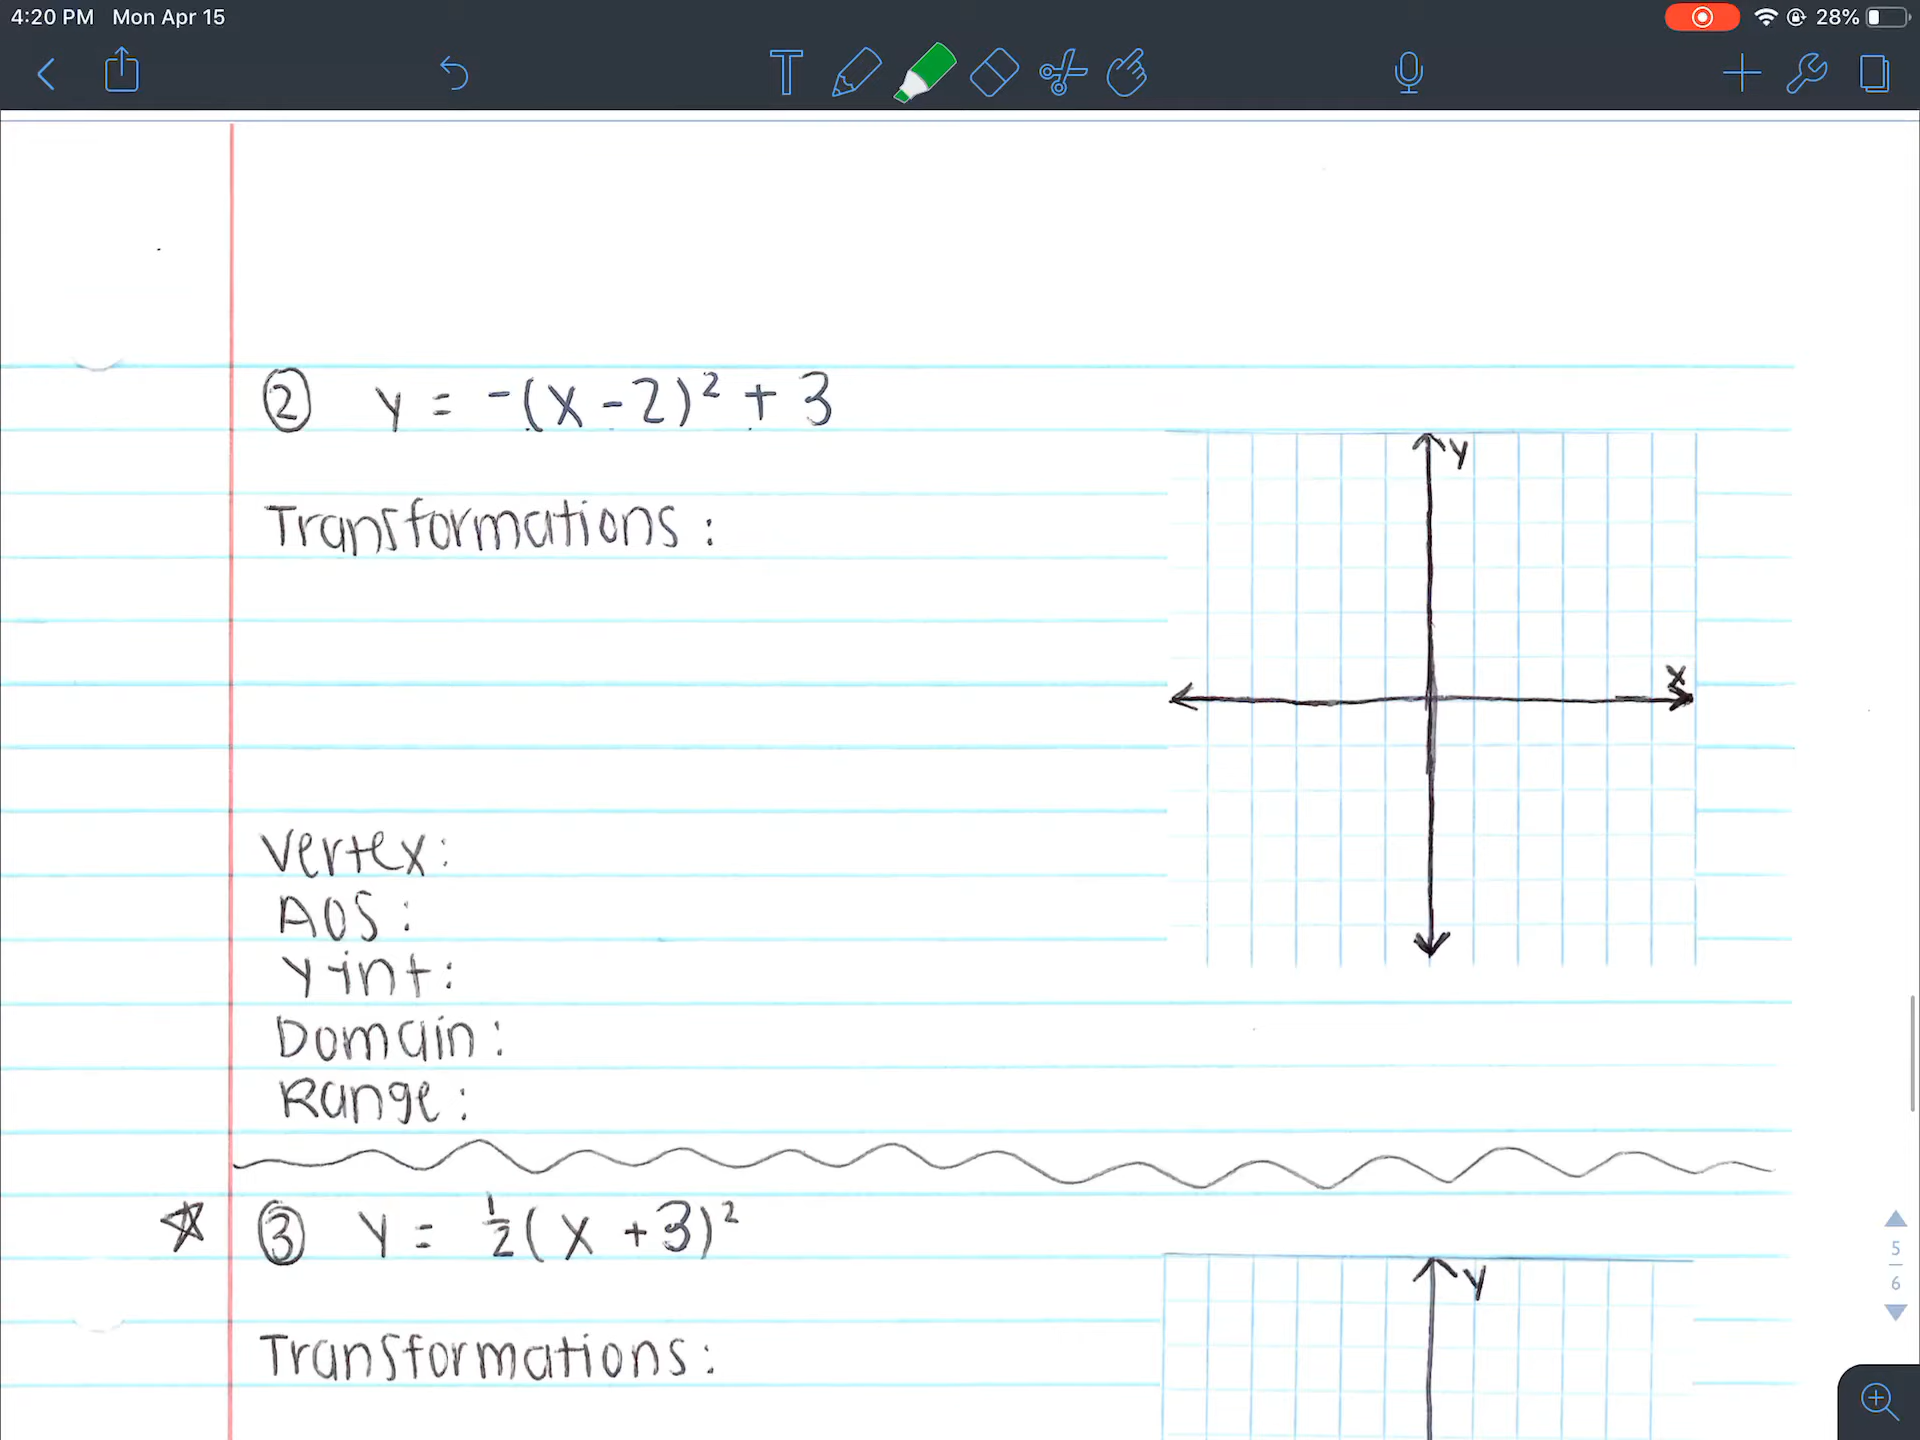 4:20 PM Mon Apr 15
28%
T
② y = -(x - 2)² + 3
y
Transformations:
x
Vertex:
AOS:
Y-int:
Domain:
Range:
☆ ③ y = ½(x + 3)²
y
5
6
Transformations: